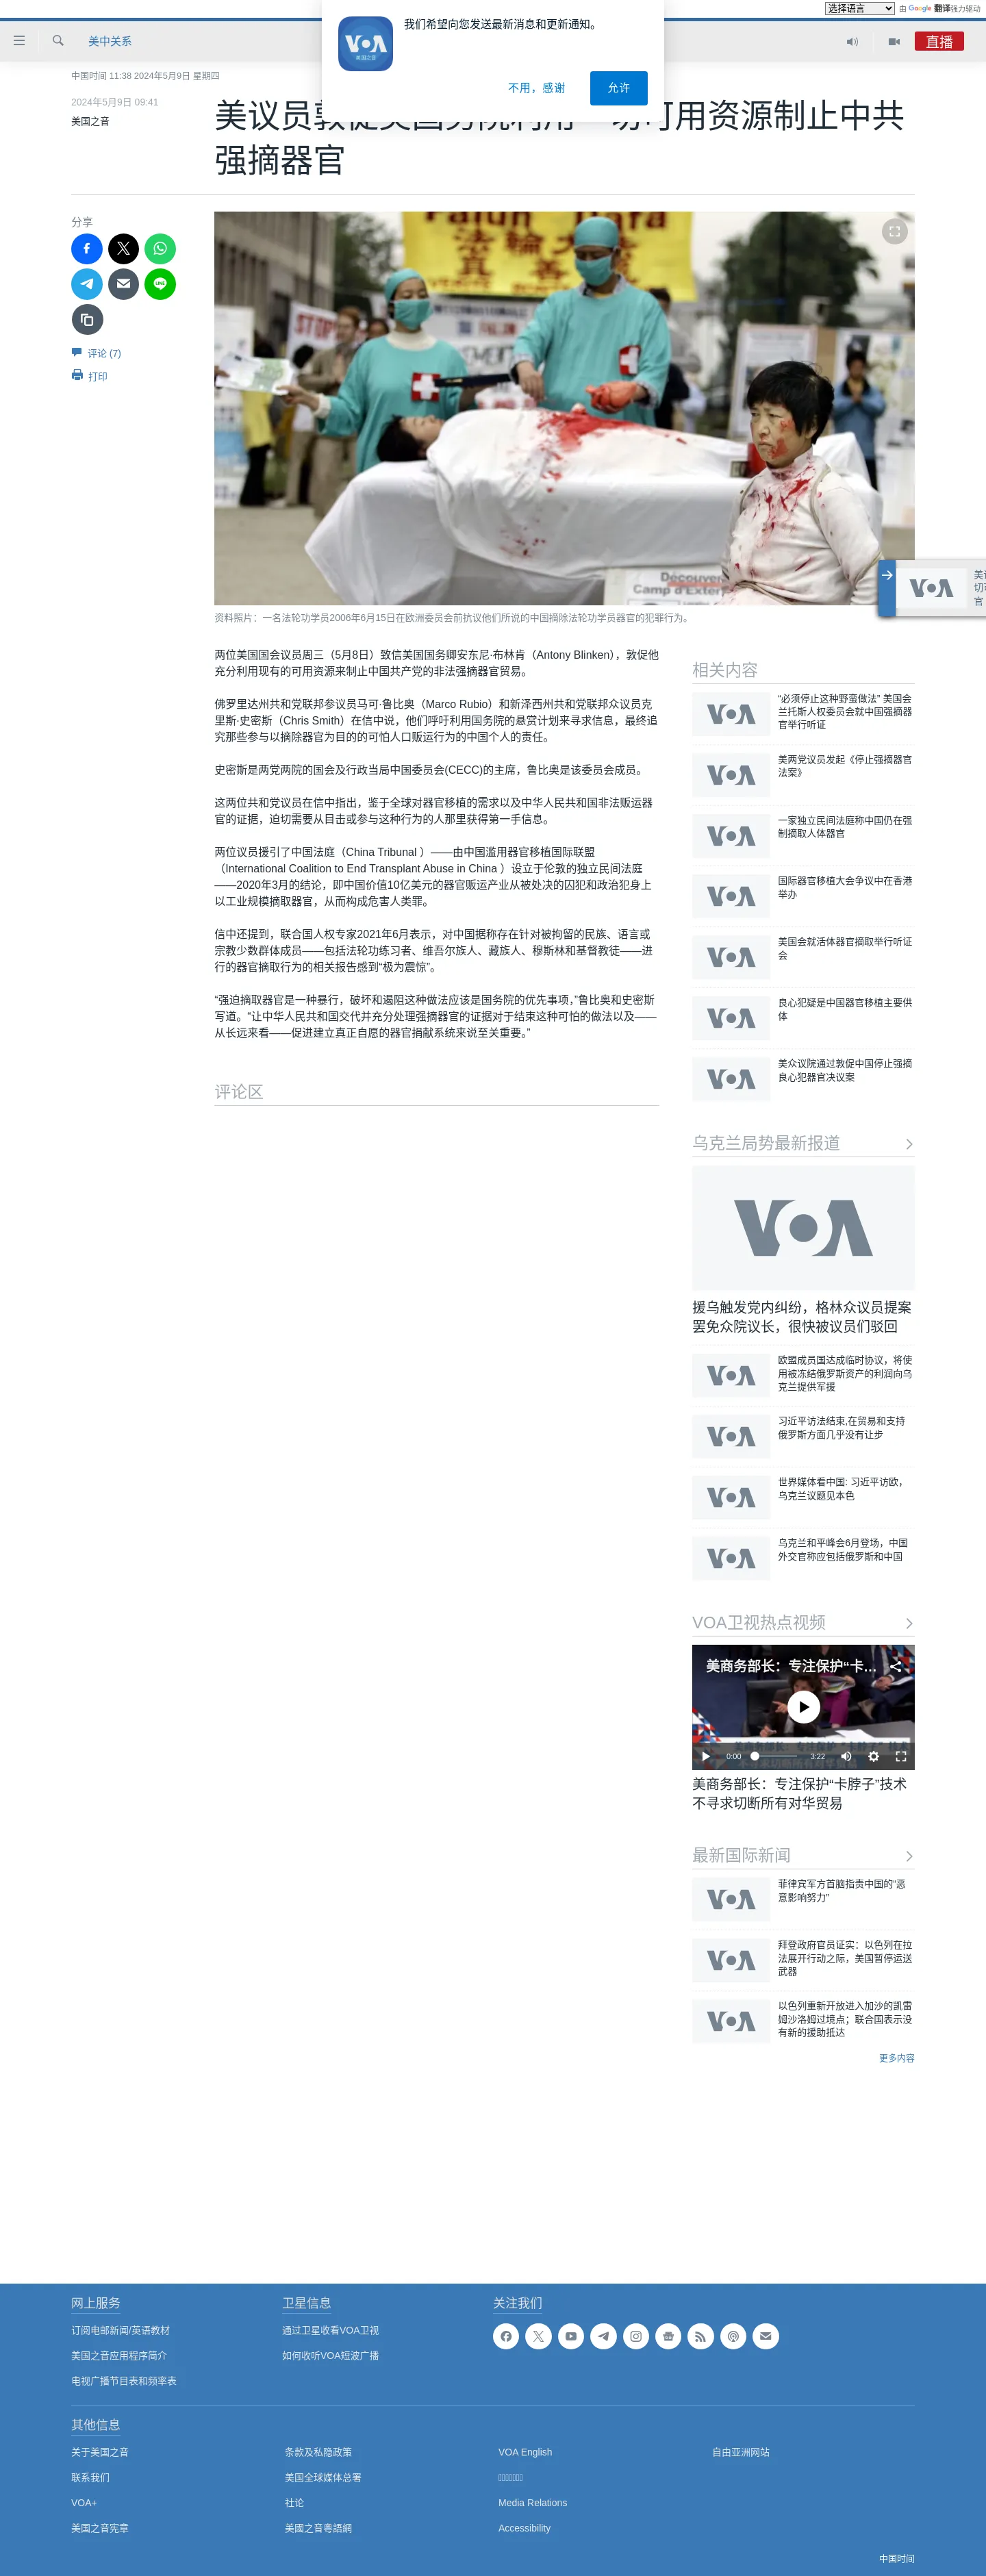 选择语言 由 Google 翻译强力驱动
我们希望向您发送最新消息和更新通知。
VOA
美国之音
不用，感谢
允许
美中关系
直播
中国时间 11:38 2024年5月9日 星期四
2024年5月9日 09:41
美国之音
美议员敦促美国务院利用一切可用资源制止中共
强摘器官
分享
评论 (7)
打印
STOP
Découver
Camp d'Exter
资料照片：一名法轮功学员2006年6月15日在欧洲委员会前抗议他们所说的中国摘除法轮功学员器官的犯罪行为。
VOA
切可
官
两位美国国会议员周三（5月8日）致信美国国务卿安东尼·布林肯（Antony Blinken），敦促他
充分利用现有的可用资源来制止中国共产党的非法强摘器官贸易。
佛罗里达州共和党联邦参议员马可·鲁比奥（Marco Rubio）和新泽西州共和党联邦众议员克
里斯·史密斯（Chris Smith）在信中说，他们呼吁利用国务院的悬赏计划来寻求信息，最终追
究那些参与以摘除器官为目的的可怕人口贩运行为的中国个人的责任。
史密斯是两党两院的国会及行政当局中国委员会(CECC)的主席，鲁比奥是该委员会成员。
这两位共和党议员在信中指出，鉴于全球对器官移植的需求以及中华人民共和国非法贩运器
官的证据，迫切需要从目击或参与这种行为的人那里获得第一手信息。
两位议员援引了中国法庭（China Tribunal ）——由中国滥用器官移植国际联盟
（International Coalition to End Transplant Abuse in China ）设立于伦敦的独立民间法庭
——2020年3月的结论，即中国价值10亿美元的器官贩运产业从被处决的囚犯和政治犯身上
以工业规模摘取器官，从而构成危害人类罪。
信中还提到，联合国人权专家2021年6月表示，对中国据称存在针对被拘留的民族、语言或
宗教少数群体成员——包括法轮功练习者、维吾尔族人、藏族人、穆斯林和基督教徒——进
行的器官摘取行为的相关报告感到“极为震惊”。
“强迫摘取器官是一种暴行，破坏和遏阻这种做法应该是国务院的优先事项，”鲁比奥和史密斯
写道。“让中华人民共和国交代并充分处理强摘器官的证据对于结束这种可怕的做法以及——
从长远来看——促进建立真正自愿的器官捐献系统来说至关重要。”
评论区
相关内容
VOA
“必须停止这种野蛮做法” 美国会
兰托斯人权委员会就中国强摘器
官举行听证
VOA
美两党议员发起《停止强摘器官
法案》
VOA
一家独立民间法庭称中国仍在强
制摘取人体器官
VOA
国际器官移植大会争议中在香港
举办
VOA
美国会就活体器官摘取举行听证
会
VOA
良心犯疑是中国器官移植主要供
体
VOA
美众议院通过敦促中国停止强摘
良心犯器官决议案
乌克兰局势最新报道
VOA
援乌触发党内纠纷，格林众议员提案
罢免众院议长，很快被议员们驳回
VOA
欧盟成员国达成临时协议，将使
用被冻结俄罗斯资产的利润向乌
克兰提供军援
VOA
习近平访法结束,在贸易和支持
俄罗斯方面几乎没有让步
VOA
世界媒体看中国: 习近平访欧，
乌克兰议题见本色
VOA
乌克兰和平峰会6月登场，中国
外交官称应包括俄罗斯和中国
VOA卫视热点视频
美商务部长：专注保护“卡…
0:00
3:22
美商务部长：专注保护“卡脖子”技术
不寻求切断所有对华贸易
最新国际新闻
VOA
菲律宾军方首脑指责中国的“恶
意影响努力”
VOA
拜登政府官员证实：以色列在拉
法展开行动之际，美国暂停运送
武器
VOA
以色列重新开放进入加沙的凯雷
姆沙洛姆过境点；联合国表示没
有新的援助抵达
更多内容
网上服务
订阅电邮新闻/英语教材
美国之音应用程序简介
电视广播节目表和频率表
卫星信息
通过卫星收看VOA卫视
如何收听VOA短波广播
关注我们
其他信息
关于美国之音
联系我们
VOA+
美国之音宪章
条款及私隐政策
美国全球媒体总署
社论
美國之音粵語網
VOA English
Media Relations
Accessibility
自由亚洲网站
中国时间